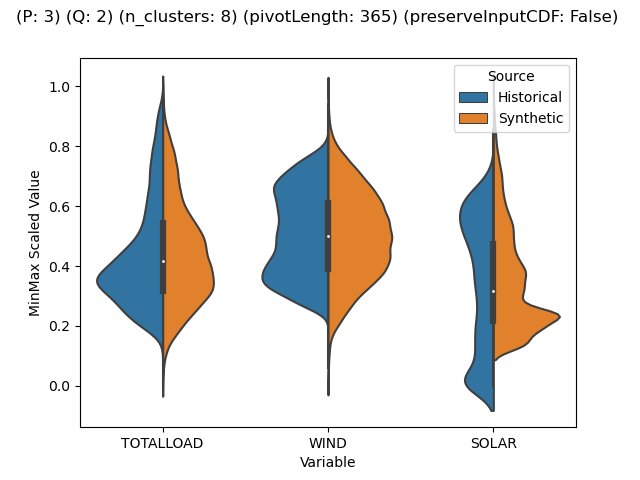 (P: 3) (Q: 2) (n_clusters: 8) (pivotLength: 365) (preserveInputCDF: False)
Source
Historical
Synthetic
MinMax Scaled Value
1.0
0.8
0.6
0.4
0.2
0.0
TOTALLOAD WIND SOLAR
Variable